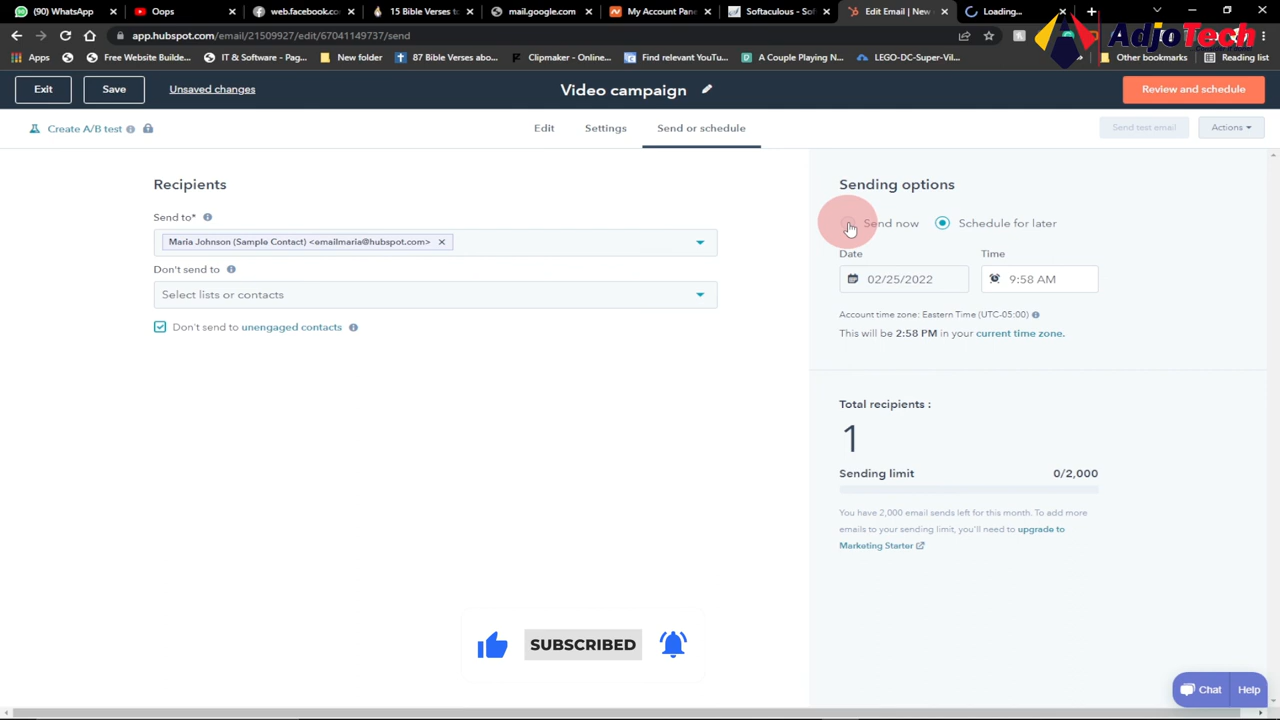 (90) WhatsApp
Oops
web.facebook.co
15 Bible Verses
mail.google.com
My Account Pan
Softaculous - Sof
Edit Email | New
Loading...
app.hubspot.com/email/21509927/edit/67041149737/send
Apps
Free Website Builde...
IT & Software - Pag...
New folder
87 Bible Verses abo...
Clipmaker - Online...
Find relevantYoutu...
A Couple Playing N...
LEGO-DC-Super-Vil...
Other bookmarks
Reading list
AdjoTech
Exit
Save
Unsaved changes
Video campaign
Review and schedule
Create A/B test
Edit
Settings
Send or schedule
Send test email
Actions
Recipients
Send to*
Maria Johnson (Sample Contact) <emailmaria@hubspot.com>
Don't send to
Select lists or contacts
Don't send to unengaged contacts
Sending options
Send now
Schedule for later
Date
Time
02/25/2022
9:58 AM
Account time zone: Eastern Time (UTC-05:00)
This will be 2:58 PM in your current time zone.
Total recipients :
1
Sending limit
0/2,000
You have 2,000 email sends left for this month. To add more
emails to your sending limit, you'll need to upgrade to
Marketing Starter
SUBSCRIBED
Chat
Help